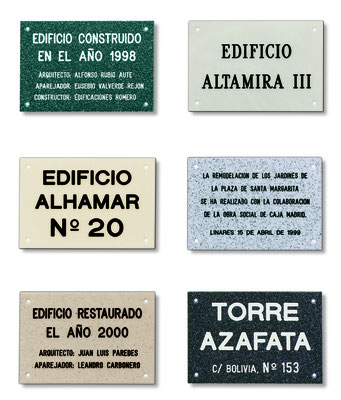 EDIFICIO CONSTRUIDO
EN EL AÑO 1998
ARQUITECTO: ALFONSO RUBIO AUTE
APAREJADOR: EUSEBIO VALVERDE REJON
CONSTRUCTOR: EDIFICACIONES ROMERO
EDIFICIO
ALTAMIRA III
EDIFICIO
ALHAMAR
Nº 20
LA REMODELACION DE LOS JARDINES DE
LA PLAZA DE SANTA MARGARITA
SE HA REALIZADO CON LA COLABORACION
DE LA OBRA SOCIAL DE CAJA MADRID.
LINARES 15 DE ABRIL DE 1999
EDIFICIO RESTAURADO
EL AÑO 2000
ARQUITECTO: JUAN LUIS PAREDES
APAREJADOR: LEANDRO CARBONERO
TORRE
AZAFATA
C/ BOLIVIA, Nº 153